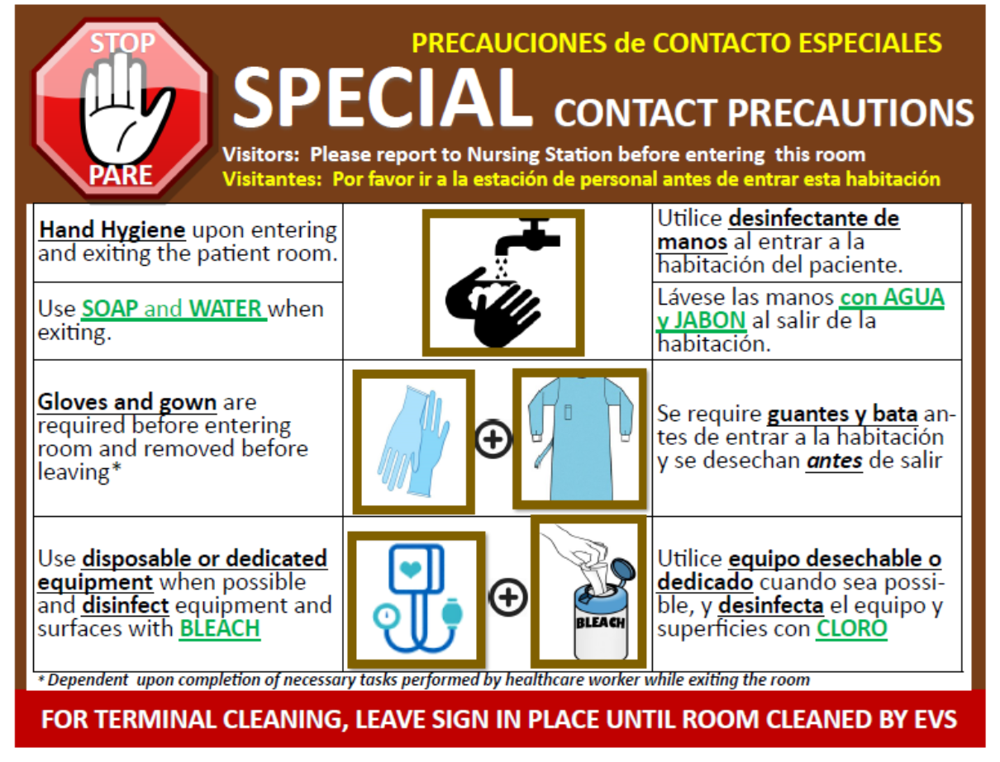 STOP
PARE
PRECAUCIONES de CONTACTO ESPECIALES
SPECIAL CONTACT PRECAUTIONS
Visitors: Please report to Nursing Station before entering this room
Visitantes: Por favor ir a la estación de personal antes de entrar esta habitación
Hand Hygiene upon entering
and exiting the patient room.
Utilice desinfectante de
manos al entrar a la
habitación del paciente.
Use SOAP and WATER when
exiting.
Lávese las manos con AGUA
y JABON al salir de la
habitación.
Gloves and gown are
required before entering
room and removed before
leaving*
Se require guantes y bata an-
tes de entrar a la habitación
y se desechan antes de salir
Use disposable or dedicated
equipment when possible
and disinfect equipment and
surfaces with BLEACH
BLEACH
Utilice equipo desechable o
dedicado cuando sea possi-
ble, y desinfecta el equipo y
superficies con CLORO
* Dependent upon completion of necessary tasks performed by healthcare worker while exiting the room
FOR TERMINAL CLEANING, LEAVE SIGN IN PLACE UNTIL ROOM CLEANED BY EVS